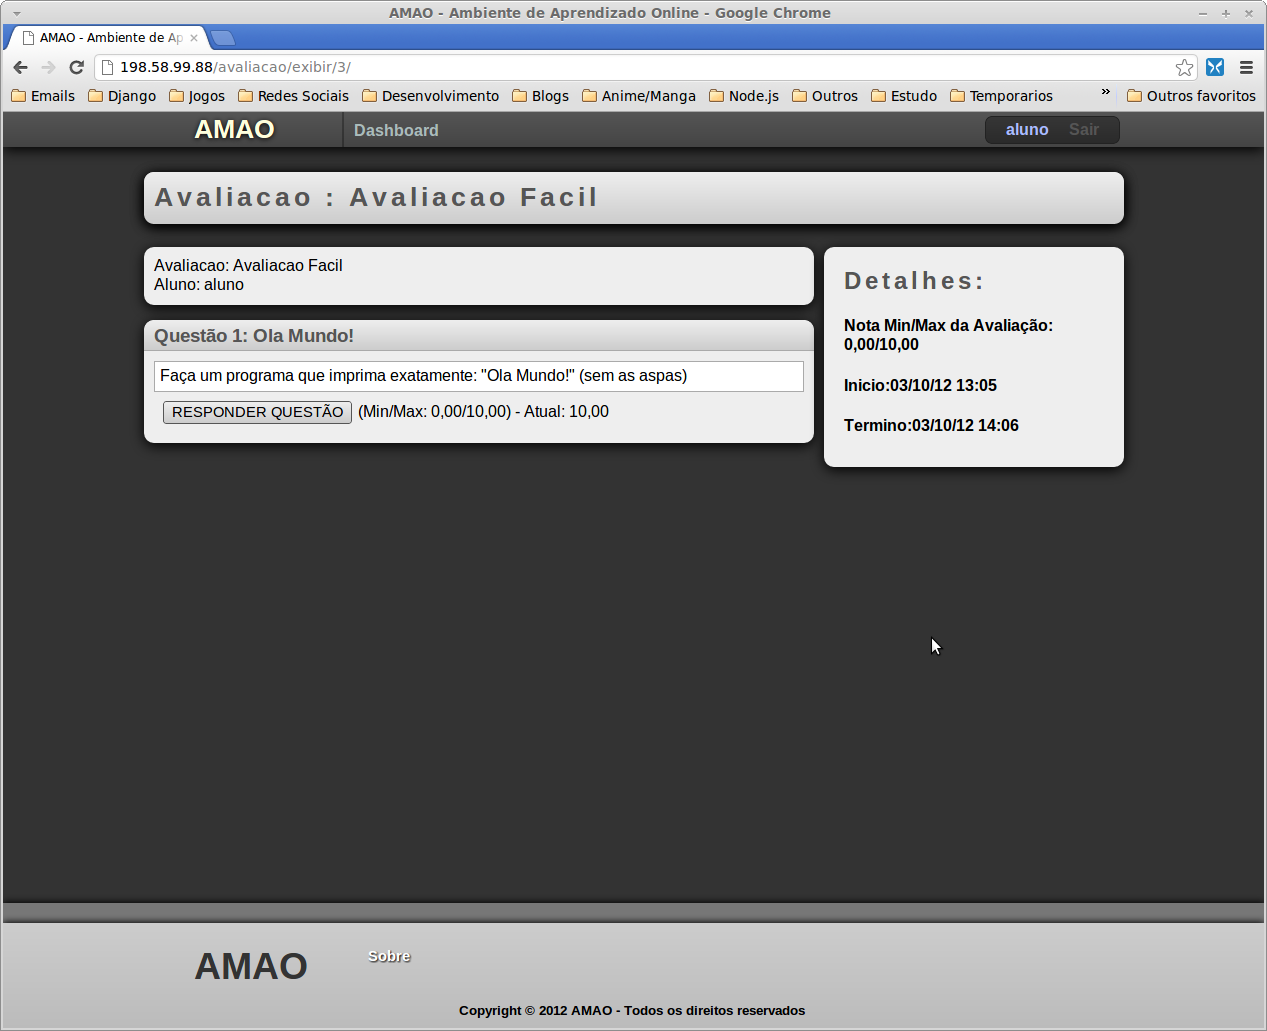 AMAO - Ambiente de Aprendizado Online - Google Chrome
AMAO - Ambiente de Ap
198.58.99.88/avaliacao/exibir/3/
Emails Django Jogos Redes Sociais Desenvolvimento Blogs Anime/Manga Node.js Outros Estudo Temporarios » Outros favoritos
AMAO Dashboard aluno Sair
Avaliacao : Avaliacao Facil
Avaliacao: Avaliacao Facil
Aluno: aluno
Questão 1: Ola Mundo!
Faça um programa que imprima exatamente: "Ola Mundo!" (sem as aspas)
RESPONDER QUESTÃO (Min/Max: 0,00/10,00) - Atual: 10,00
Detalhes:
Nota Min/Max da Avaliação:
0,00/10,00
Inicio:03/10/12 13:05
Termino:03/10/12 14:06
AMAO Sobre
Copyright © 2012 AMAO - Todos os direitos reservados